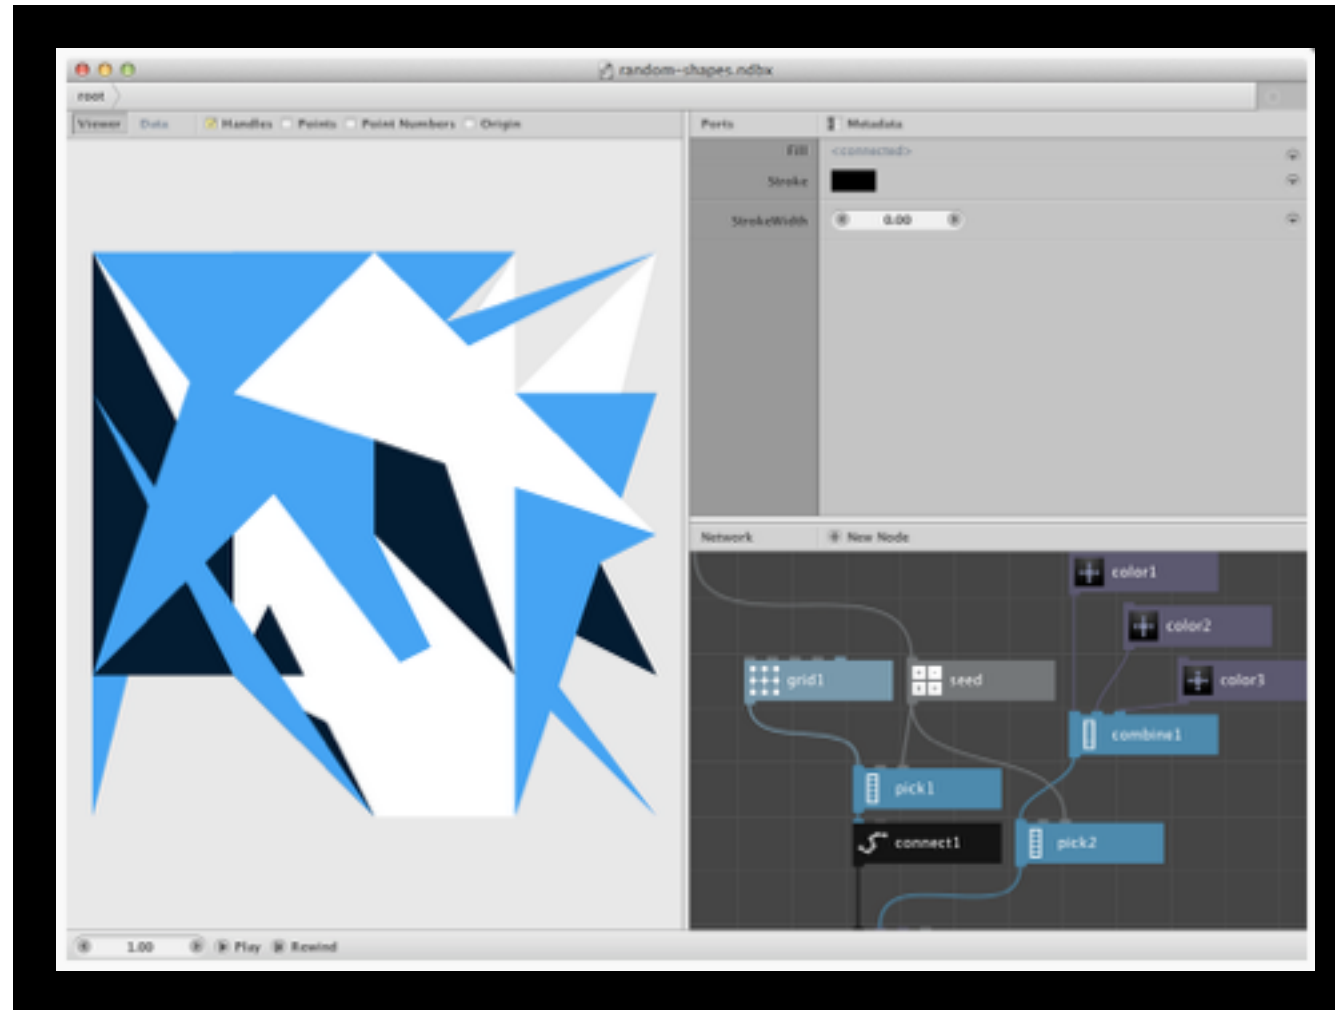 random-shapes.ndbx
root
Viewer Data Handles Points Point Numbers Origin
Ports Metadata
Fill <connected>
Stroke
StrokeWidth 0.00
Network New Node
color1
color2
grid1 seed color3
combine1
pick1
connect1 pick2
1.00 Play Rewind